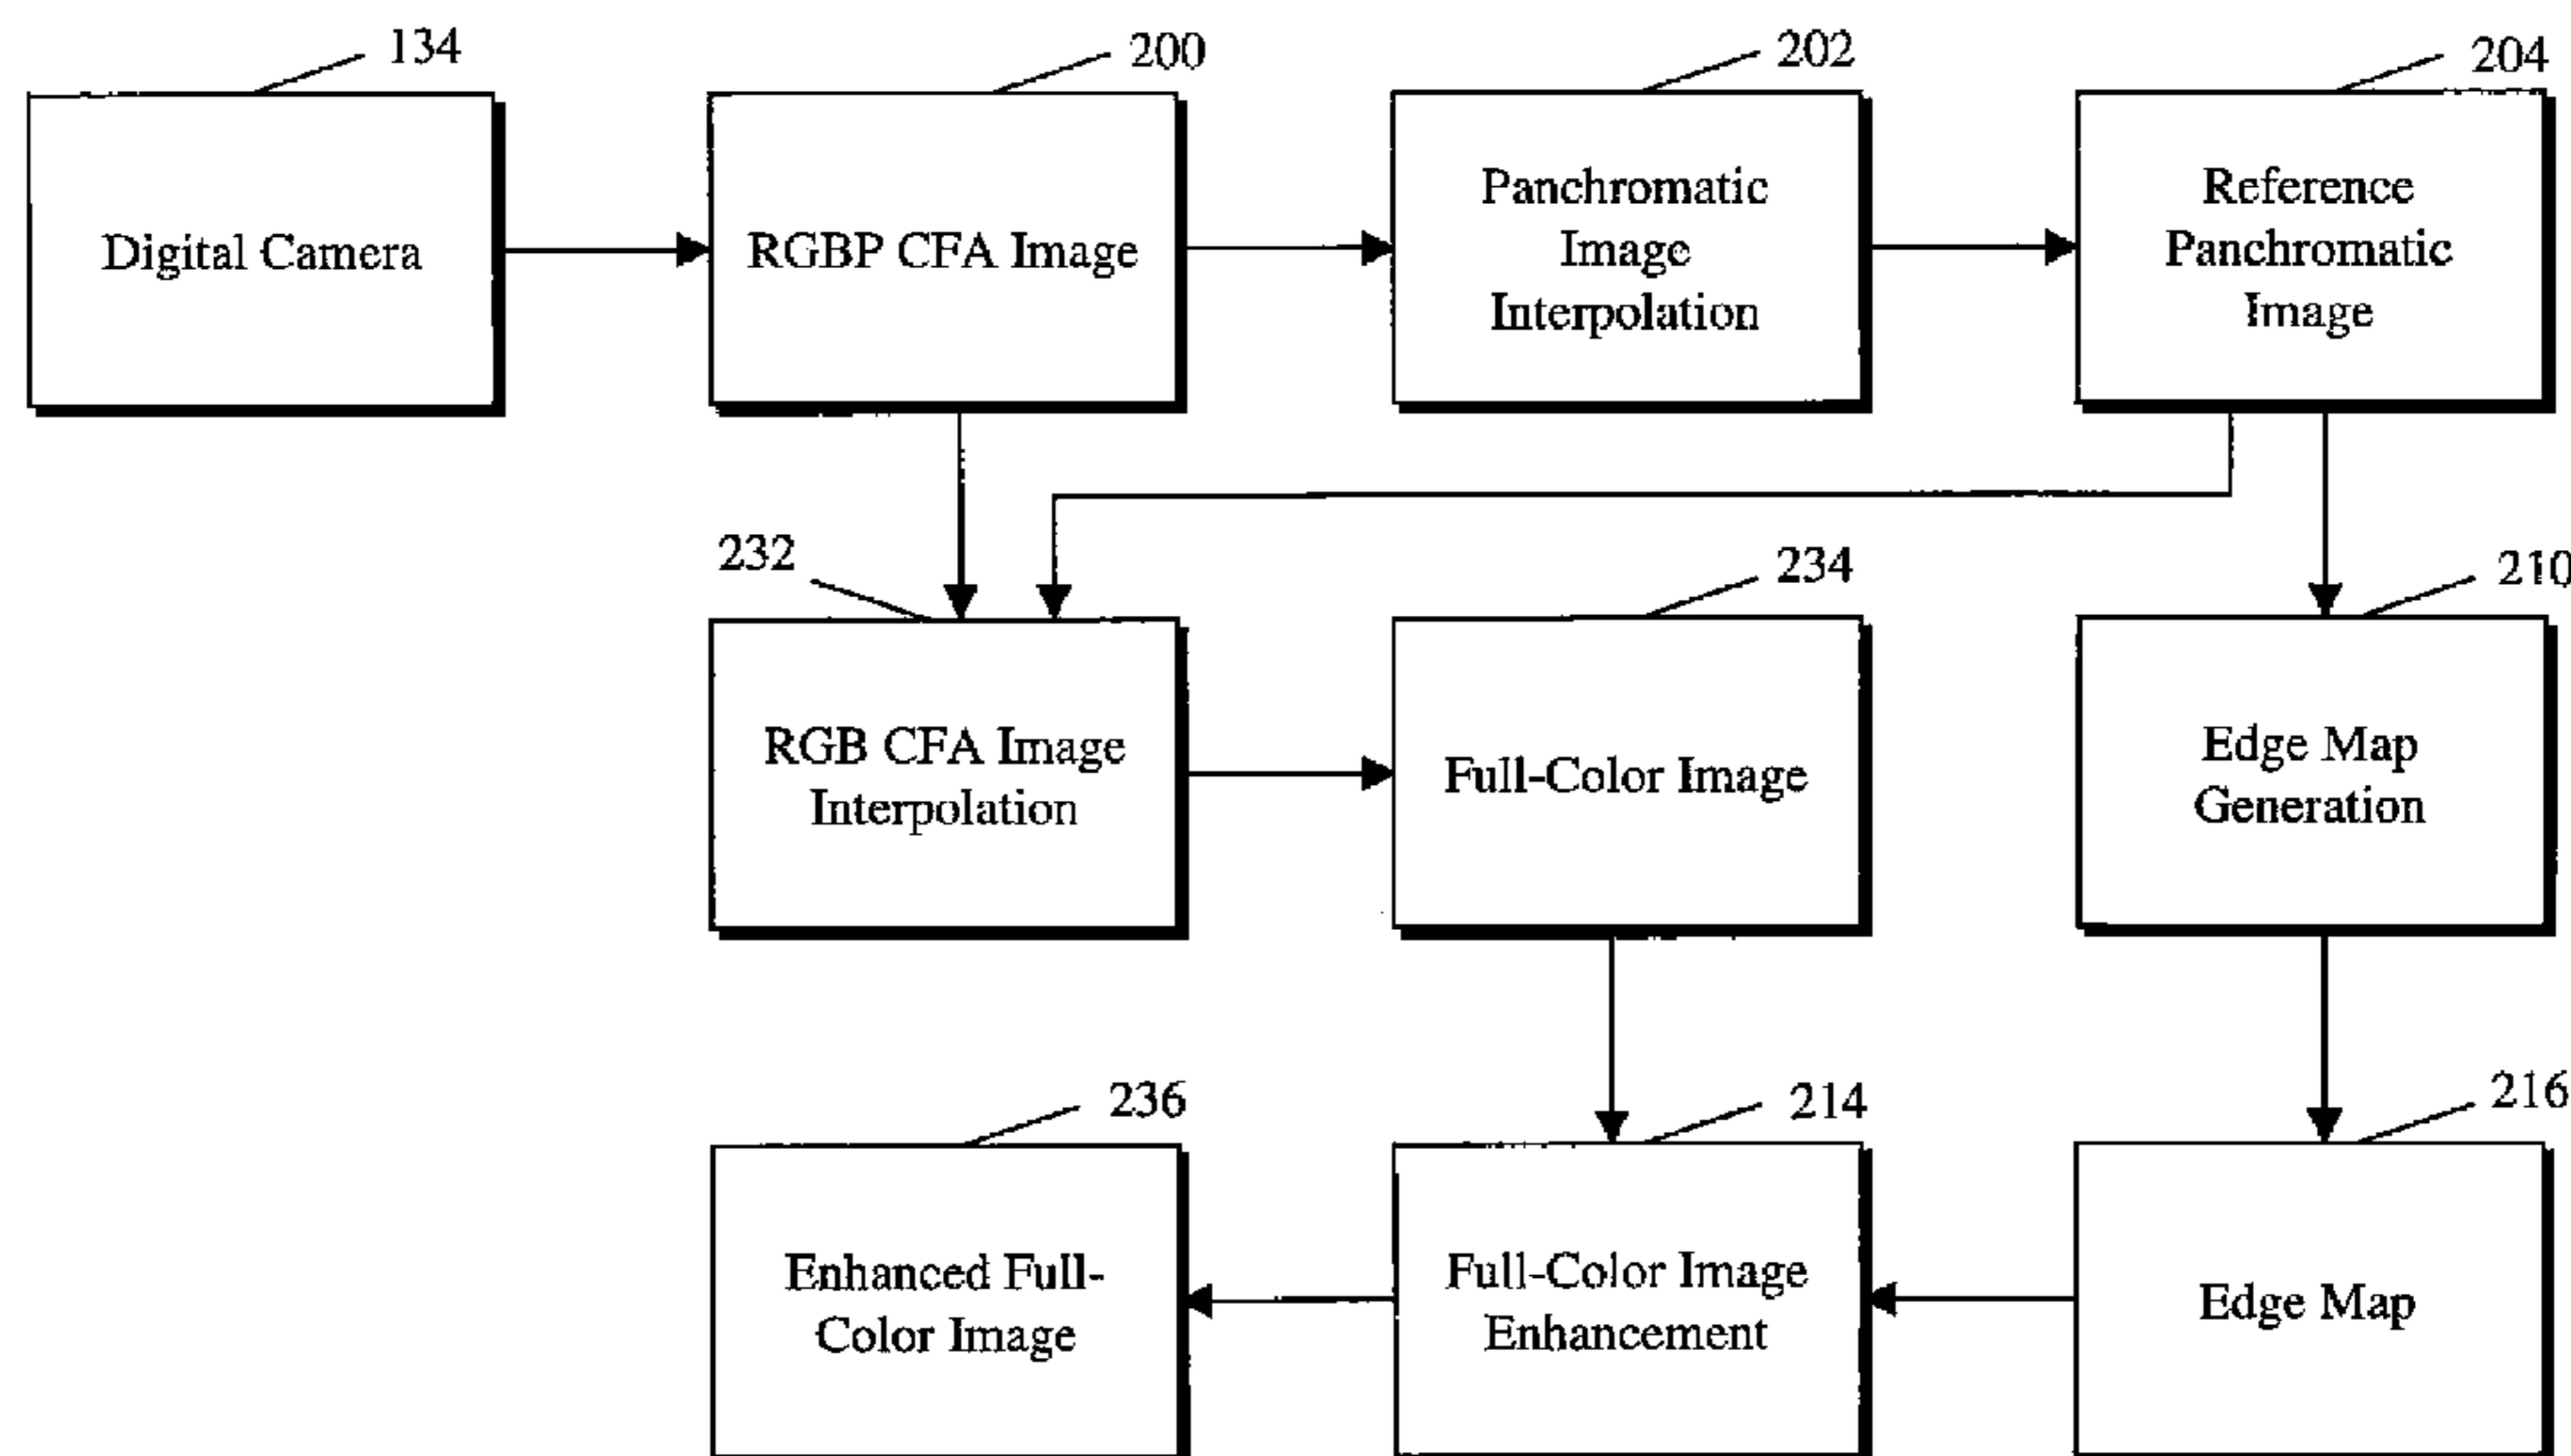 134
200
202
204
Digital Camera
RGBP CFA Image
Panchromatic
Image
Interpolation
Reference
Panchromatic
Image
232
234
210
RGB CFA Image
Interpolation
Full-Color Image
Edge Map
Generation
236
214
216
Enhanced Full-
Color Image
Full-Color Image
Enhancement
Edge Map